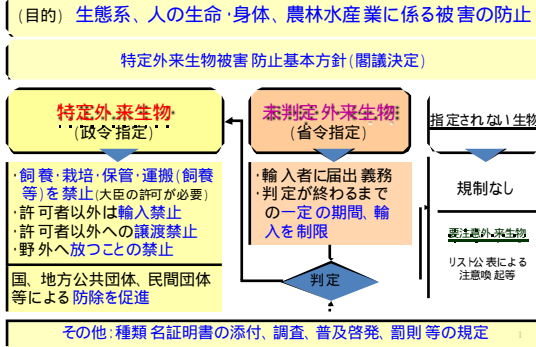 (目的) 生態系、人の生命・身体、農林水産業に係る被害の防止
特定外来生物被害防止基本方針(閣議決定)
特定外来生物
(政令指定)
・飼養・栽培・保管・運搬(飼養
等)を禁止(大臣の許可が必要)
・許可者以外は輸入禁止
・許可者以外への譲渡禁止
・野外へ放つことの禁止
国、地方公共団体、民間団体
等による防除を促進
未判定外来生物
(省令指定)
・輸入者に届出義務
・判定が終わるまで
の一定の期間、輸
入を制限
判定
指定されない生物
規制なし
要注意外来生物
リスト公表による
注意喚起等
その他:種類名証明書の添付、調査、普及啓発、罰則等の規定